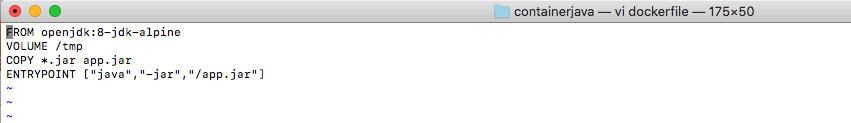 containerjava — vi dockerfile — 175×50
FROM openjdk:8-jdk-alpine
VOLUME /tmp
COPY *.jar app.jar
ENTRYPOINT ["java","-jar","/app.jar"]
~
~
~